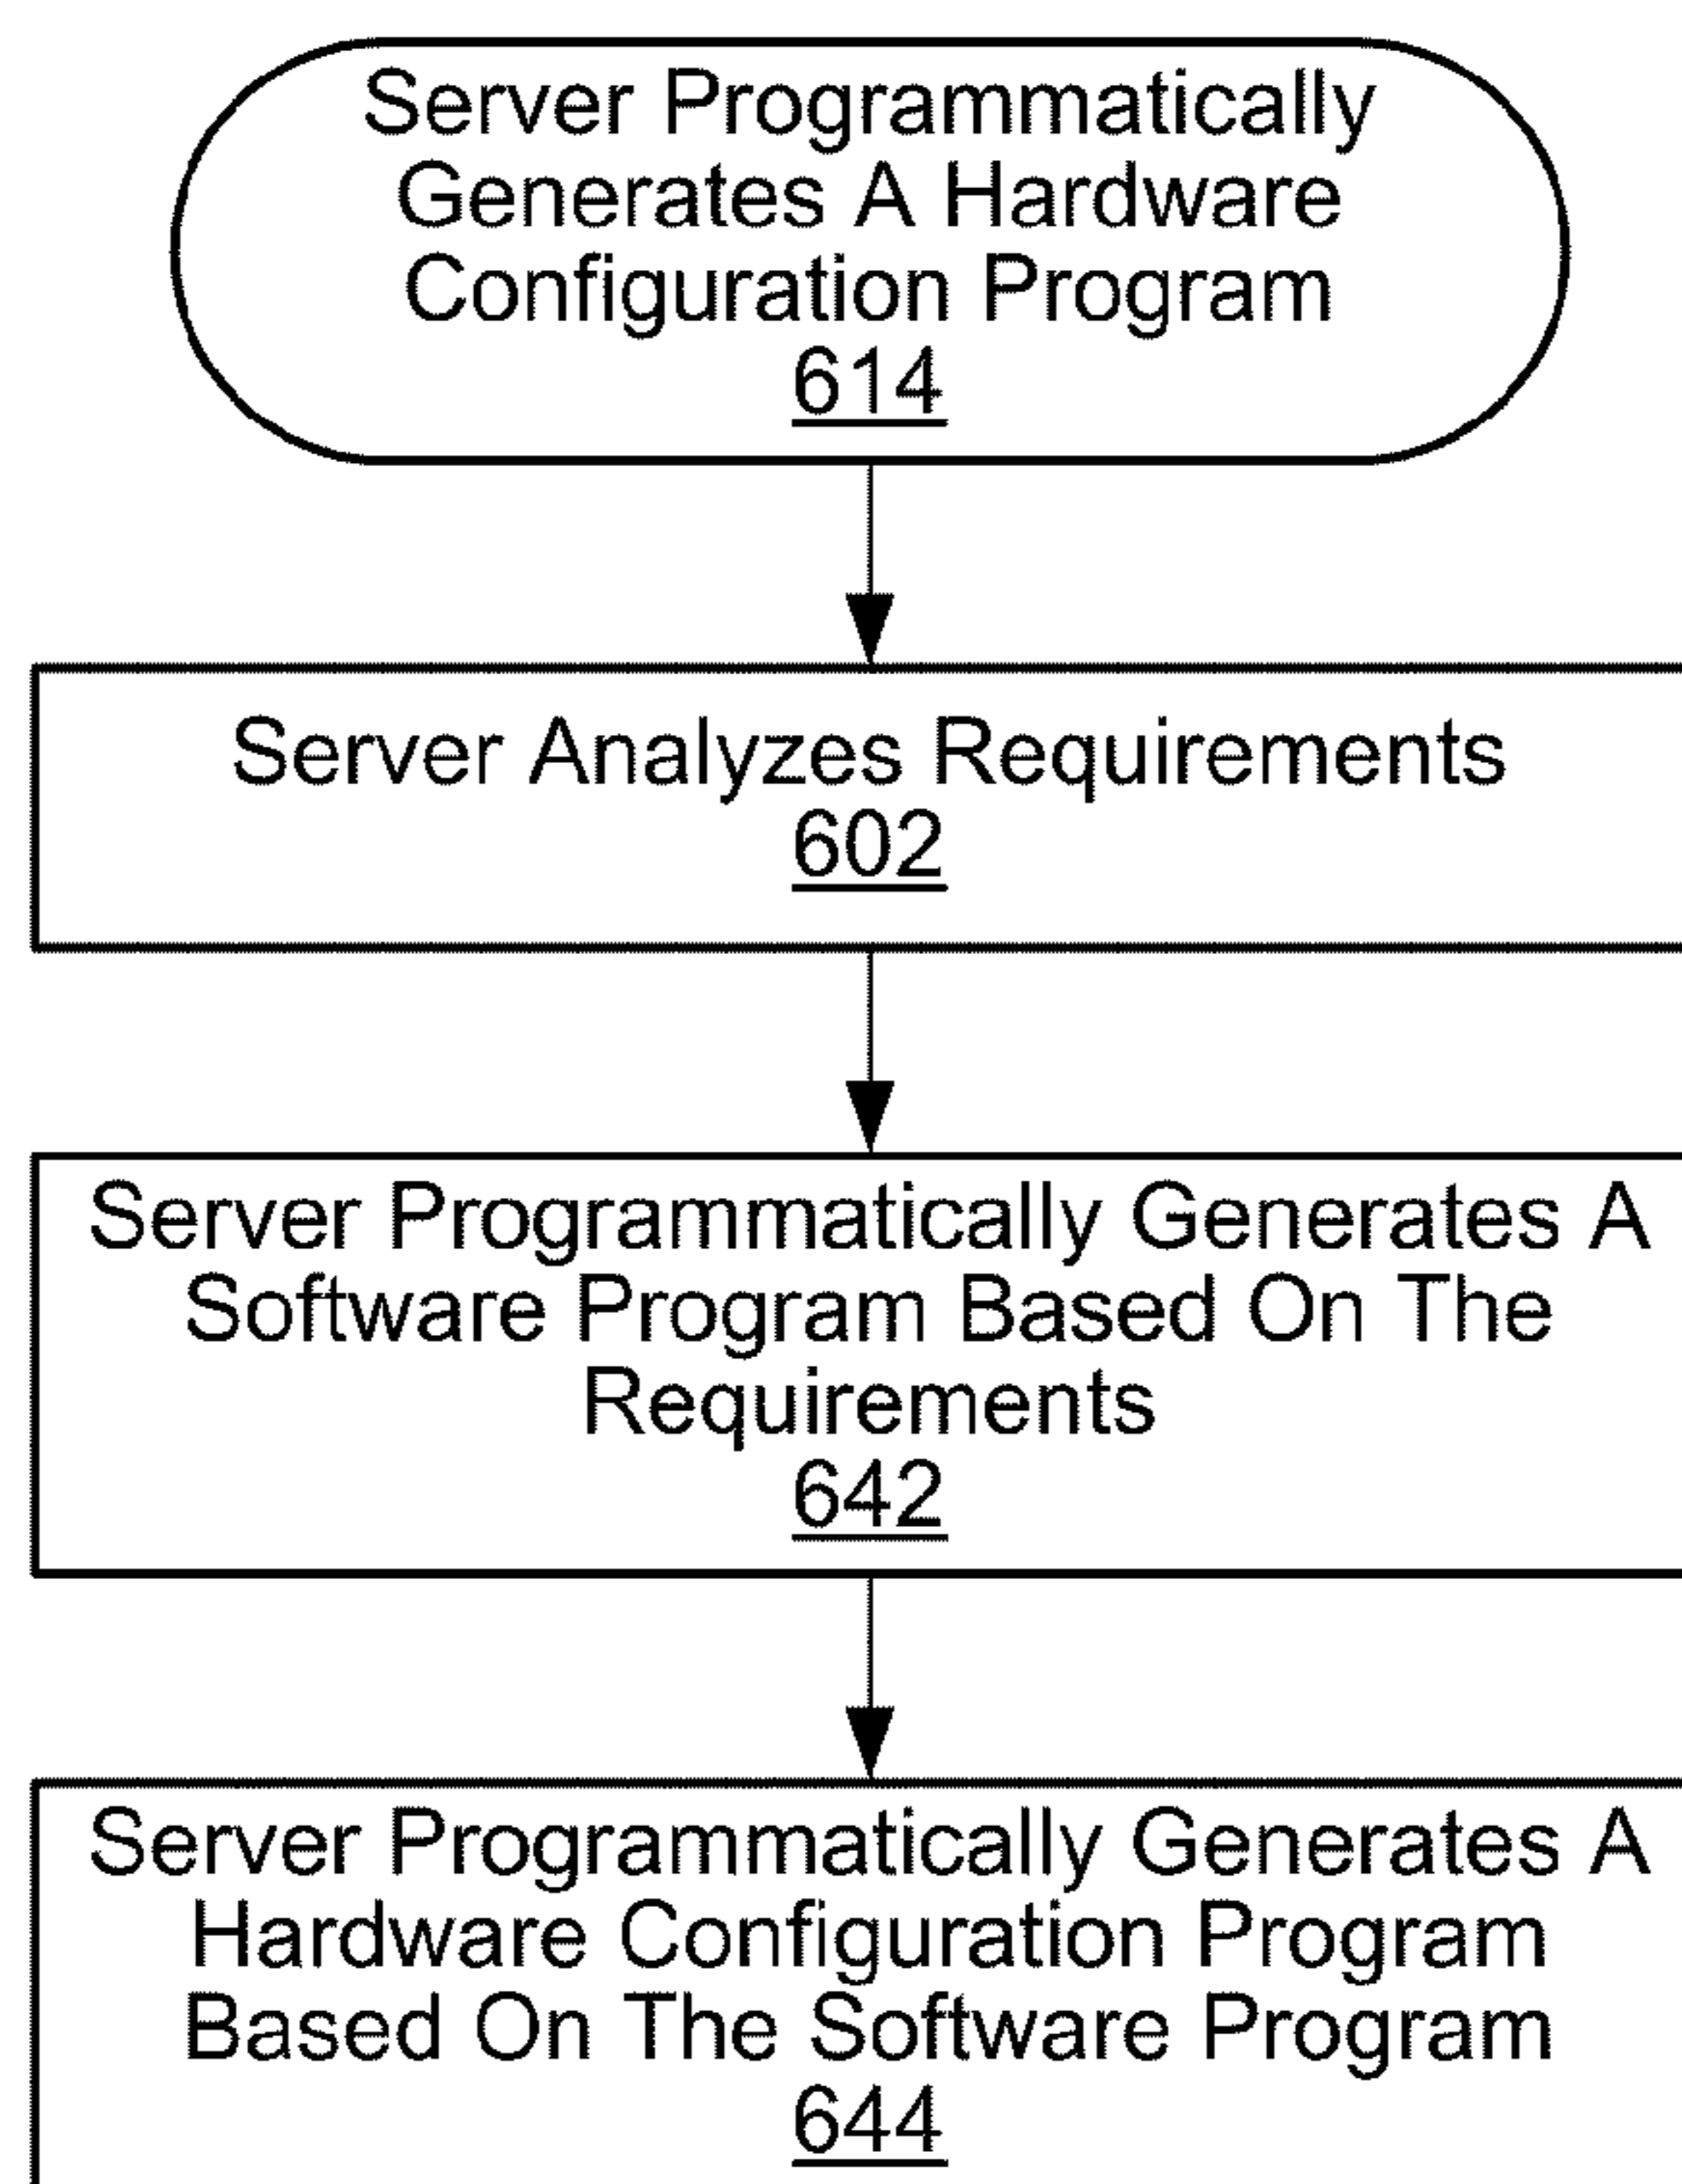 Server Programmatically
Generates A Hardware
Configuration Program
614
Server Analyzes Requirements
602
Server Programmatically Generates A
Software Program Based On The
Requirements
642
Server Programmatically Generates A
Hardware Configuration Program
Based On The Software Program
644